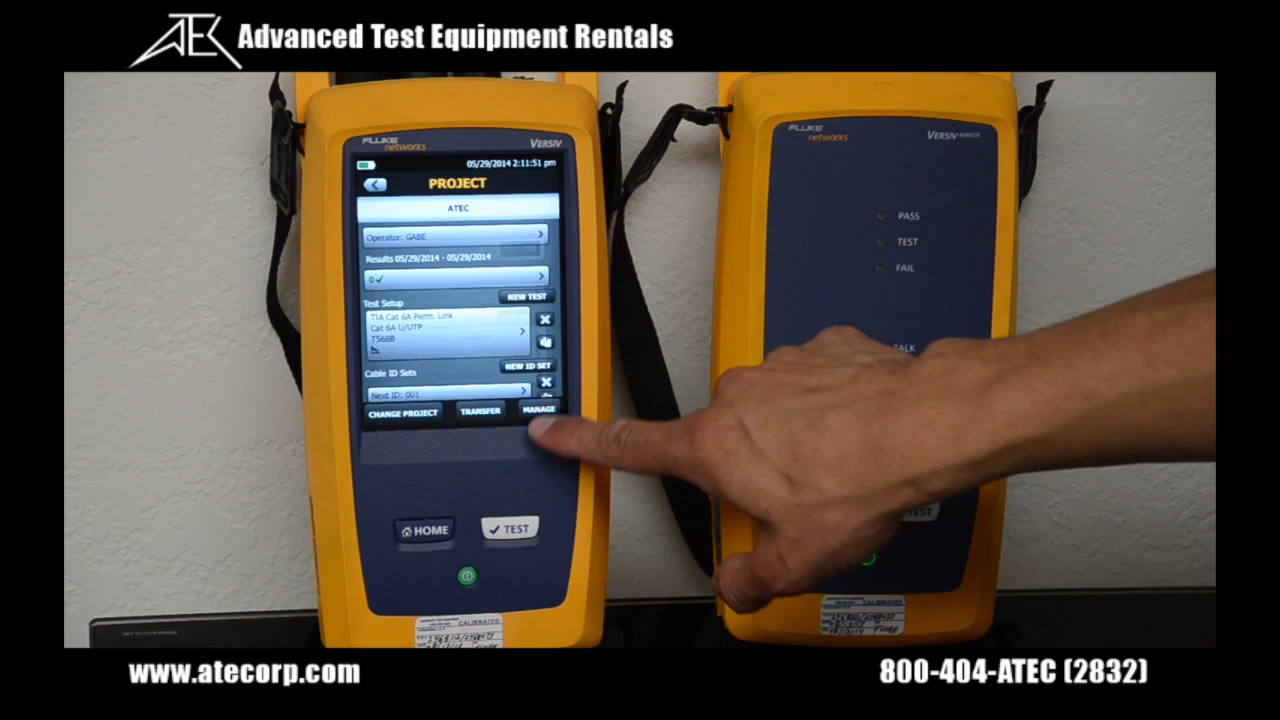 ATEC Advanced Test Equipment Rentals
FLUKE networks VERSIV
05/29/2014 2:11:51 pm
PROJECT
ATEC
Operator: GABE
Results 05/29/2014 - 05/29/2014
0✓
Test Setup NEW TEST
TIA Cat 6A Perm. Link
Cat 6A U/UTP
T568B
Cable ID Sets NEW ID SET
Next ID: 001
CHANGE PROJECT TRANSFER MANAGE
HOME TEST
CALIBRATED
FLUKE networks VERSIV REMOTE
PASS
TEST
FAIL
TALK
TEST
CALIBRATED
www.atecorp.com 800-404-ATEC (2832)